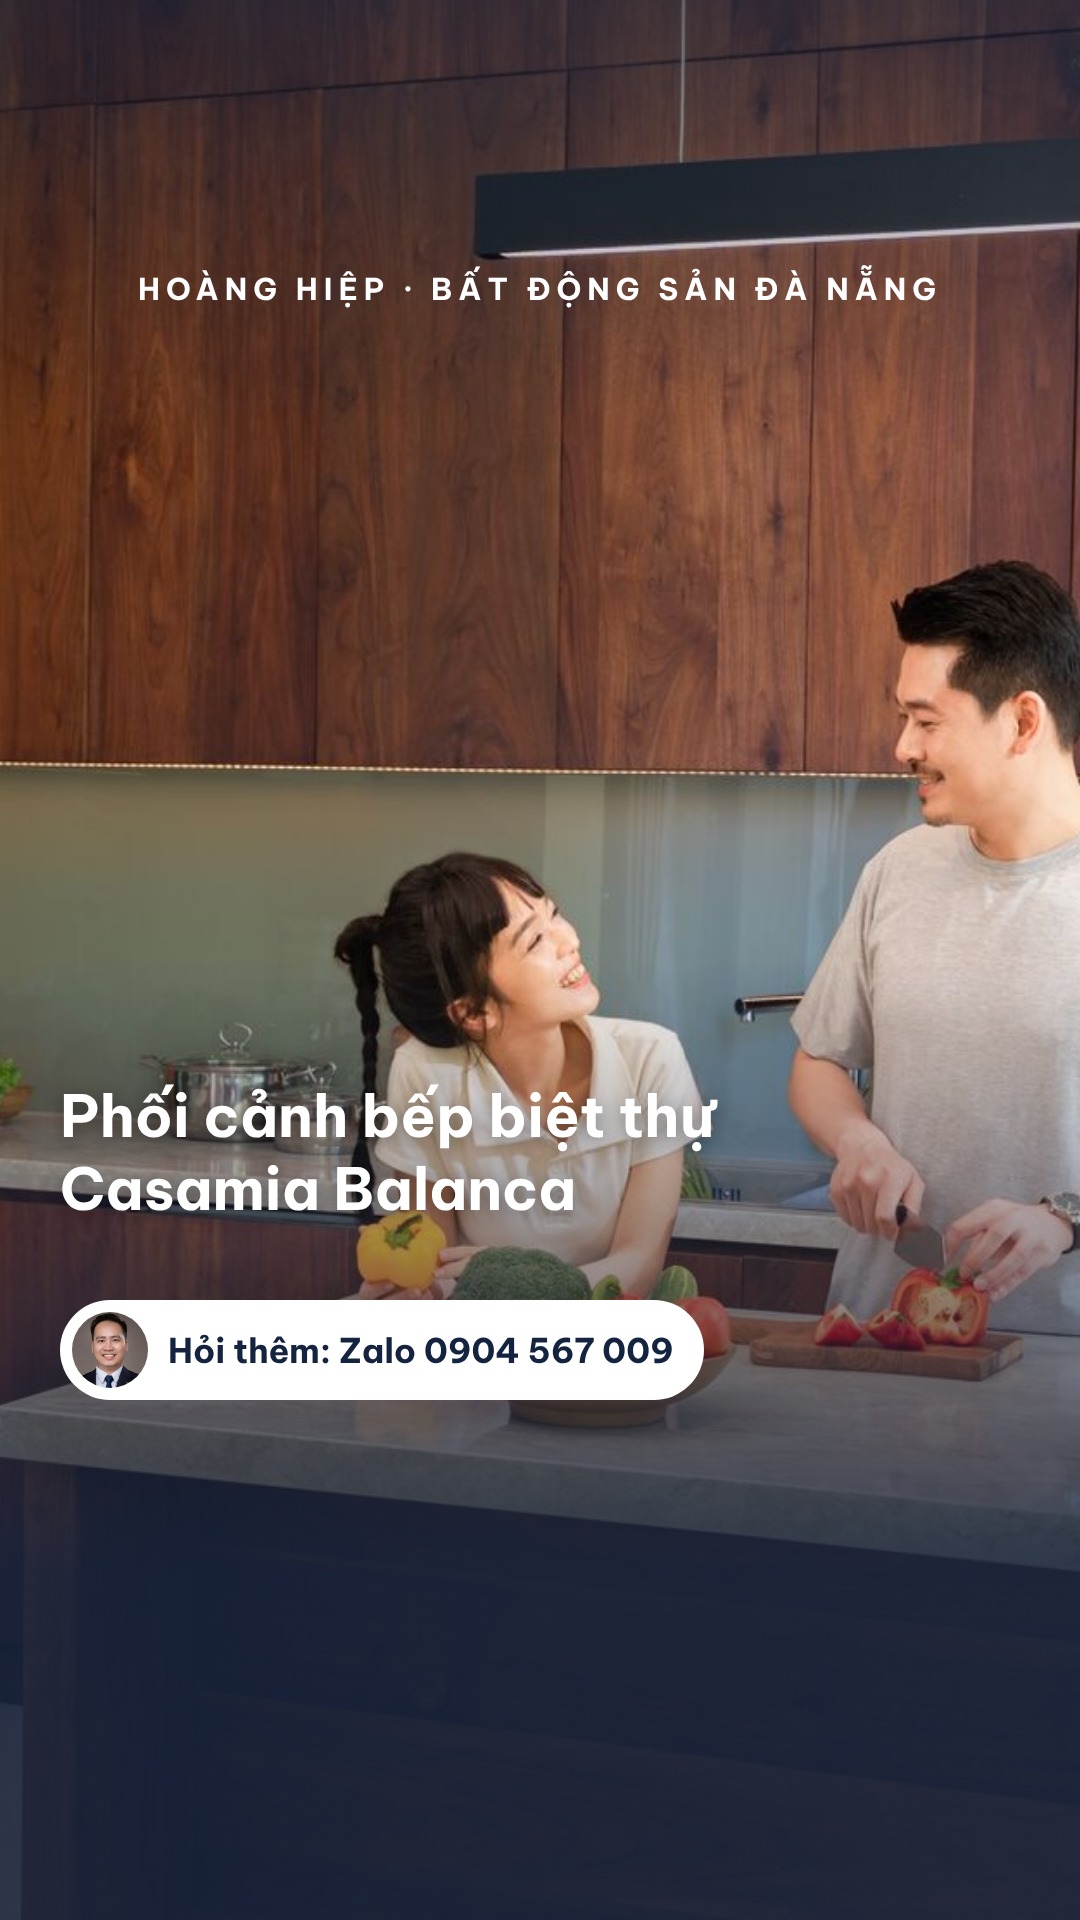 HOÀNG HIỆP · BẤT ĐỘNG SẢN ĐÀ NẴNG
Phối cảnh bếp biệt thự
Casamia Balanca
Hỏi thêm: Zalo 0904 567 009